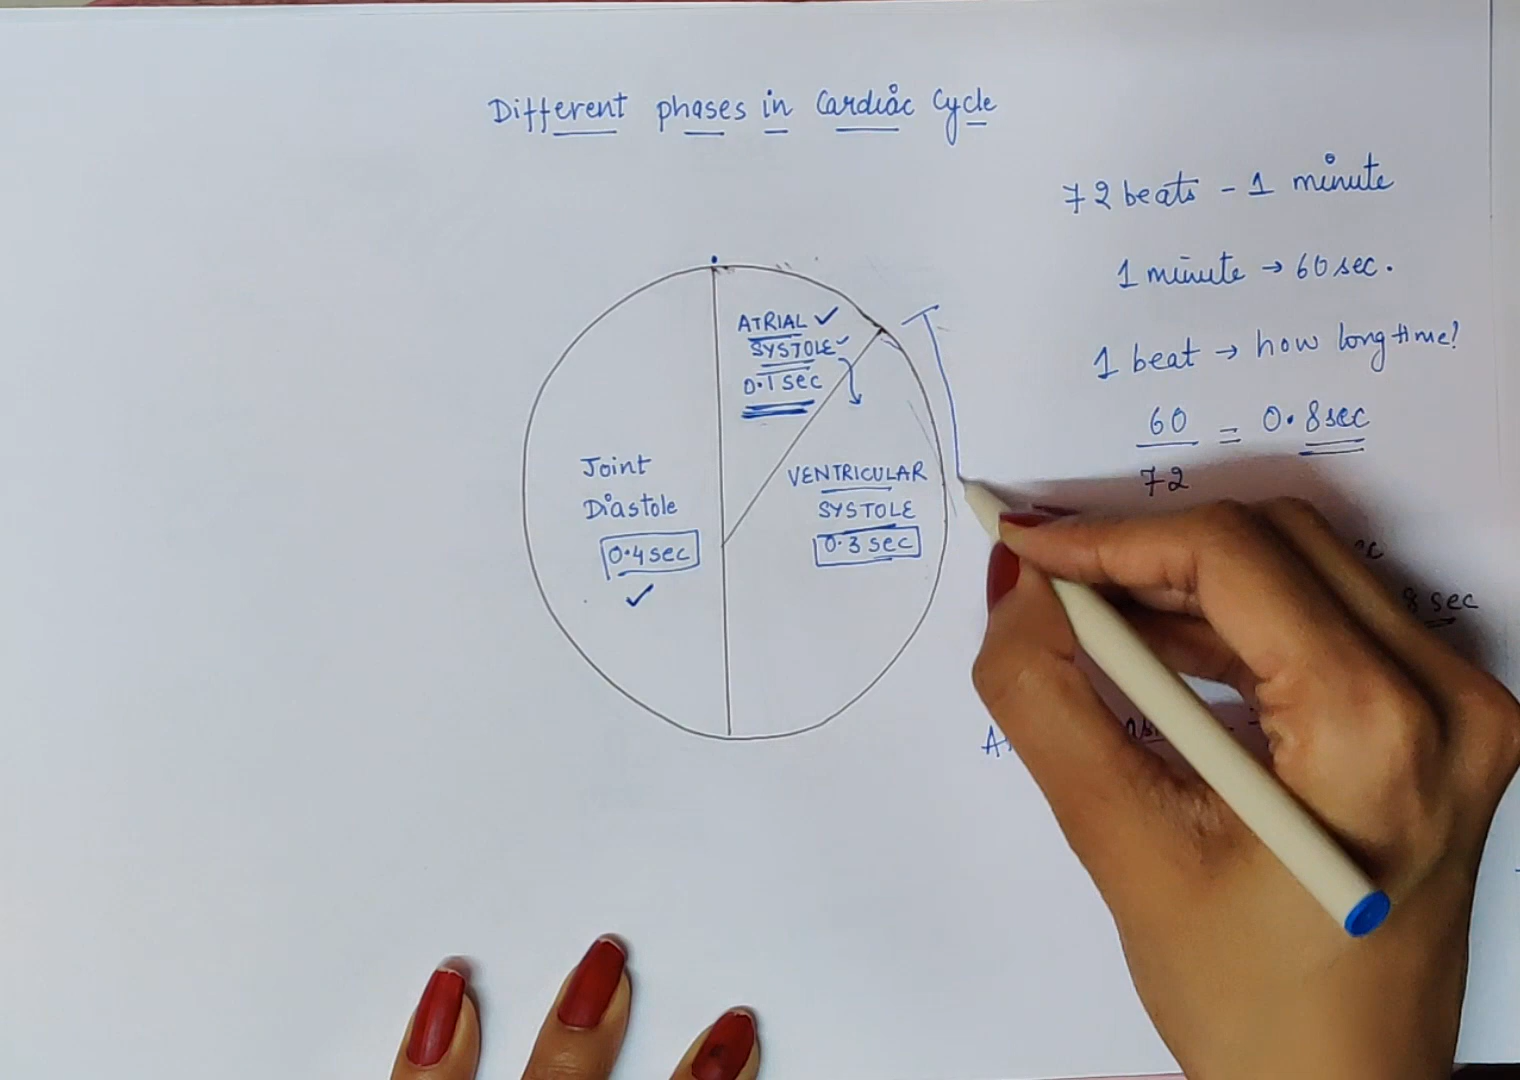 Different phases in Cardiac Cycle
72 beats - 1 minute
1 minute → 60 sec.
1 beat → how long time?
60
72
= 0.8sec
ATRIAL ✓
SYSTOLE ✓
0.1 sec
Joint
Diastole
0.4 sec
✓
VENTRICULAR
SYSTOLE
0.3 sec
8 sec